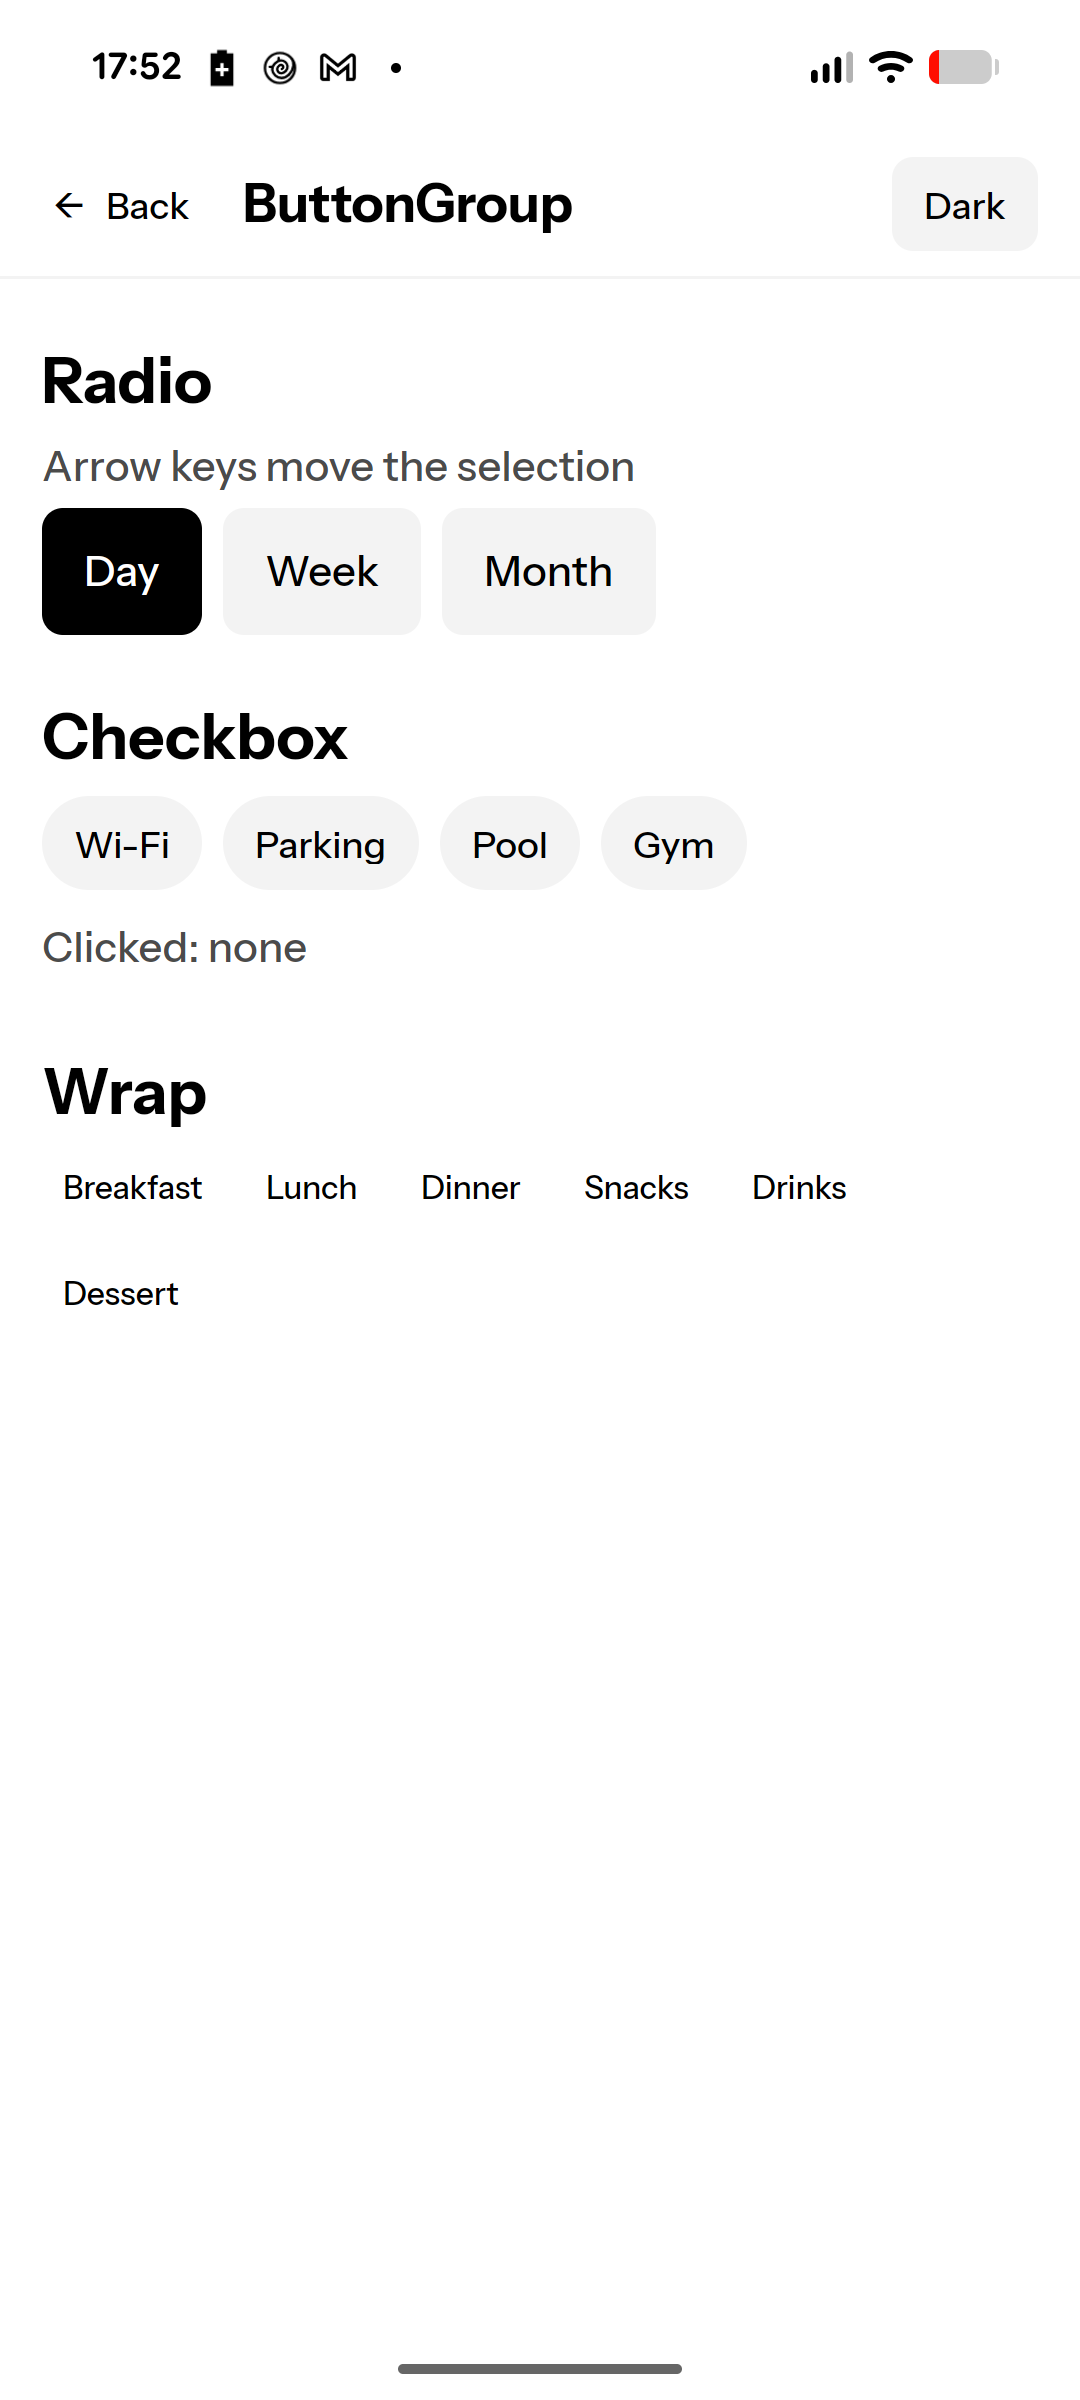 17:52
← Back ButtonGroup Dark
Radio
Arrow keys move the selection
Day Week Month
Checkbox
Wi-Fi Parking Pool Gym
Clicked: none
Wrap
Breakfast Lunch Dinner Snacks Drinks
Dessert